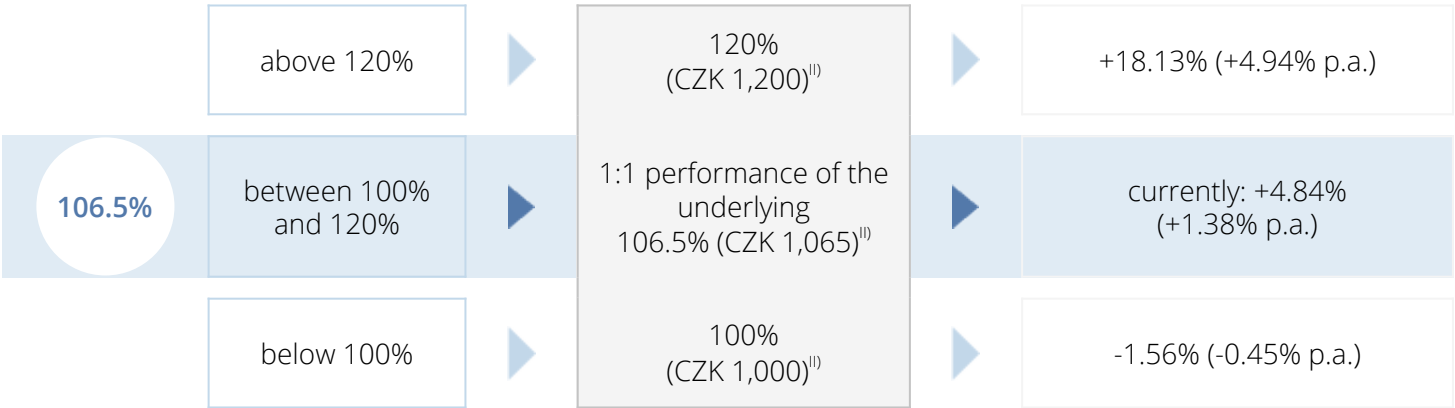 above 120%
120%
(CZK 1,200)II)
+18.13% (+4.94% p.a.)
106.5%
between 100%
and 120%
1:1 performance of the
underlying
106.5% (CZK 1,065)II)
currently: +4.84%
(+1.38% p.a.)
below 100%
100%
(CZK 1,000)II)
-1.56% (-0.45% p.a.)